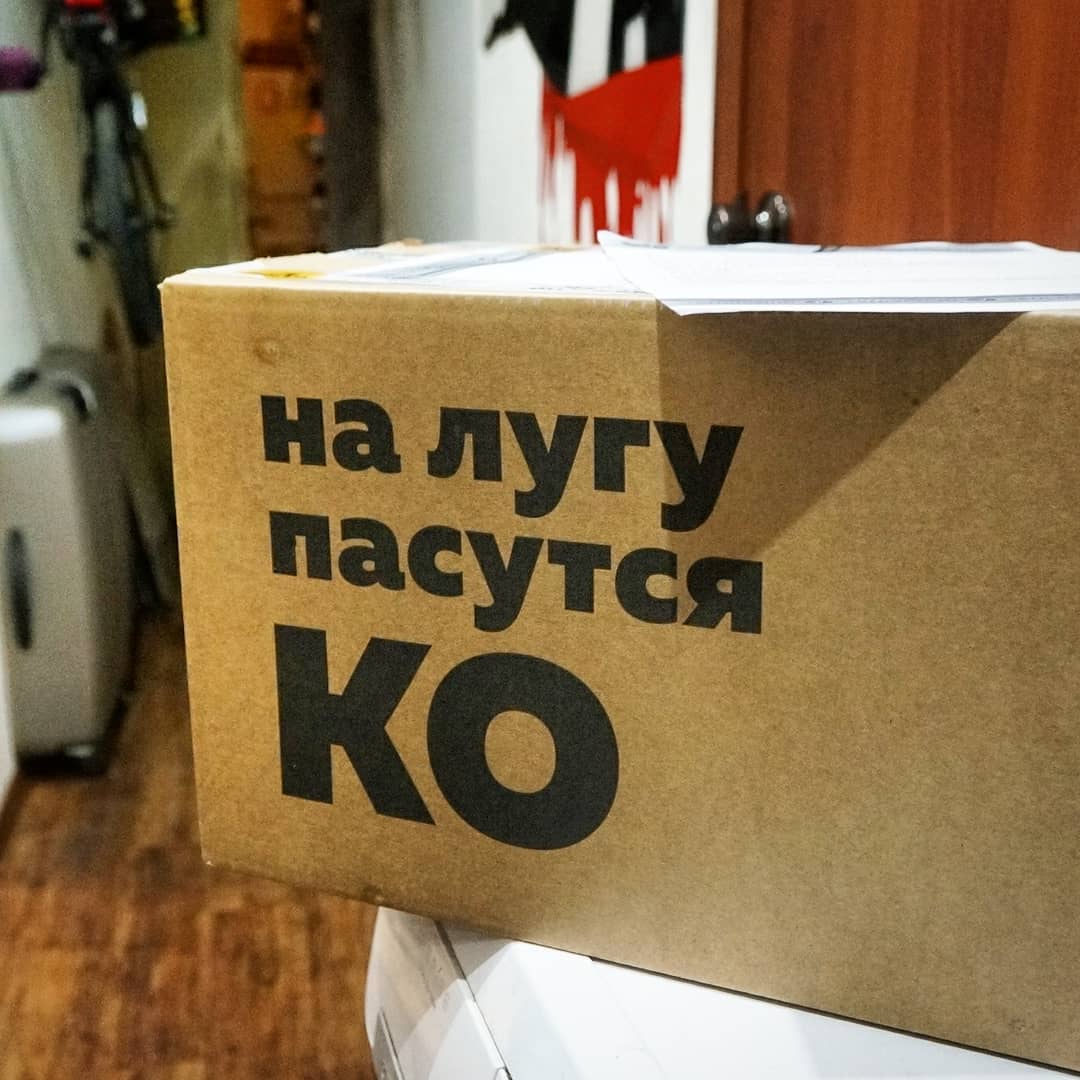 на лугу
пасутся
ко